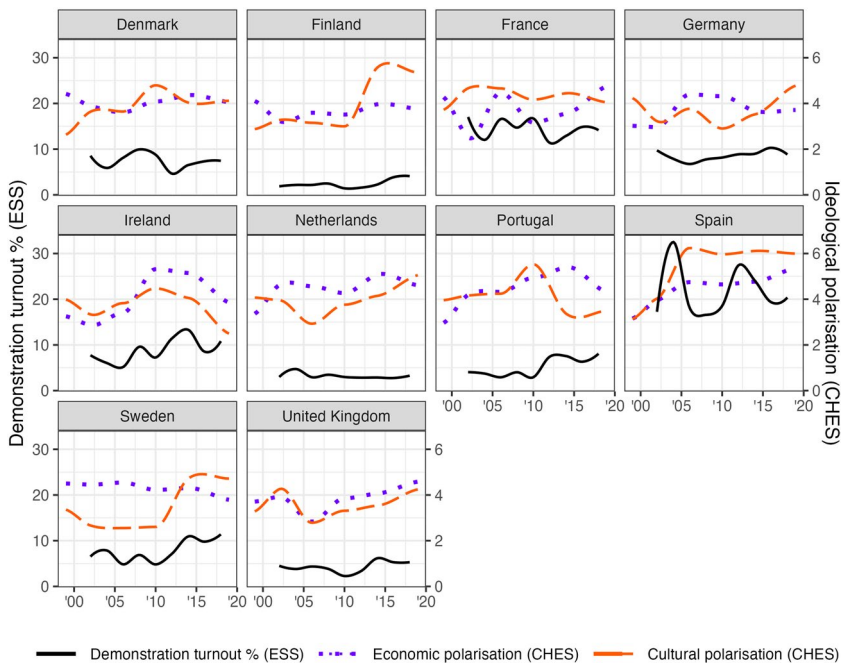 Denmark Finland France Germany
30 6
20 4
10 2
0 0
Ireland Netherlands Portugal Spain
30 6
20 4
10 2
0 0
'00 '05 '10 '15 '20 '00 '05 '10 '15 '20
Sweden United Kingdom
30 6
20 4
10 2
0 0
'00 '05 '10 '15 '20 '00 '05 '10 '15 '20
Demonstration turnout % (ESS)
Ideological polarisation (CHES)
Demonstration turnout % (ESS) Economic polarisation (CHES) Cultural polarisation (CHES)